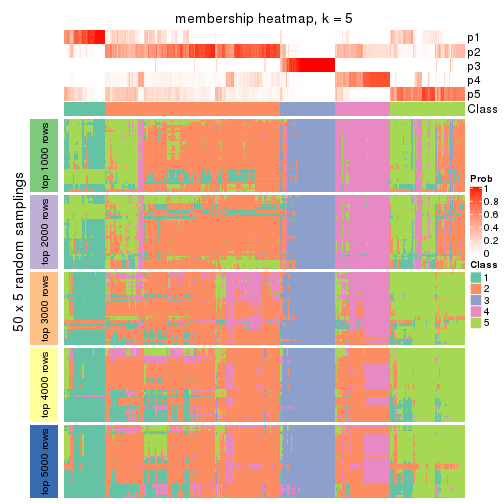 membership heatmap, k = 5
p1
p2
p3
p4
p5
Class
50 x 5 random samplings
top 1000 rows
top 2000 rows
top 3000 rows
top 4000 rows
top 5000 rows
Prob
1
0.8
0.6
0.4
0.2
0
Class
1
2
3
4
5